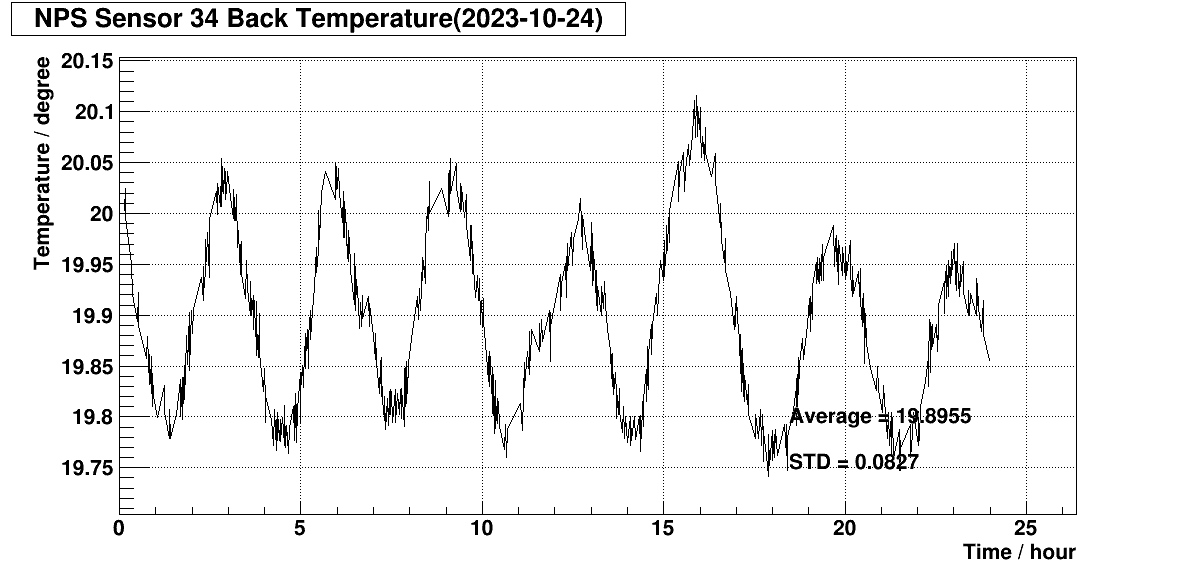 NPS Sensor 34 Back Temperature(2023-10-24)
Temperature / degree
20.15
20.1
20.05
20
19.95
19.9
19.85
19.8
19.75
Average = 19.8955
STD = 0.0827
0 5 10 15 20 25
Time / hour